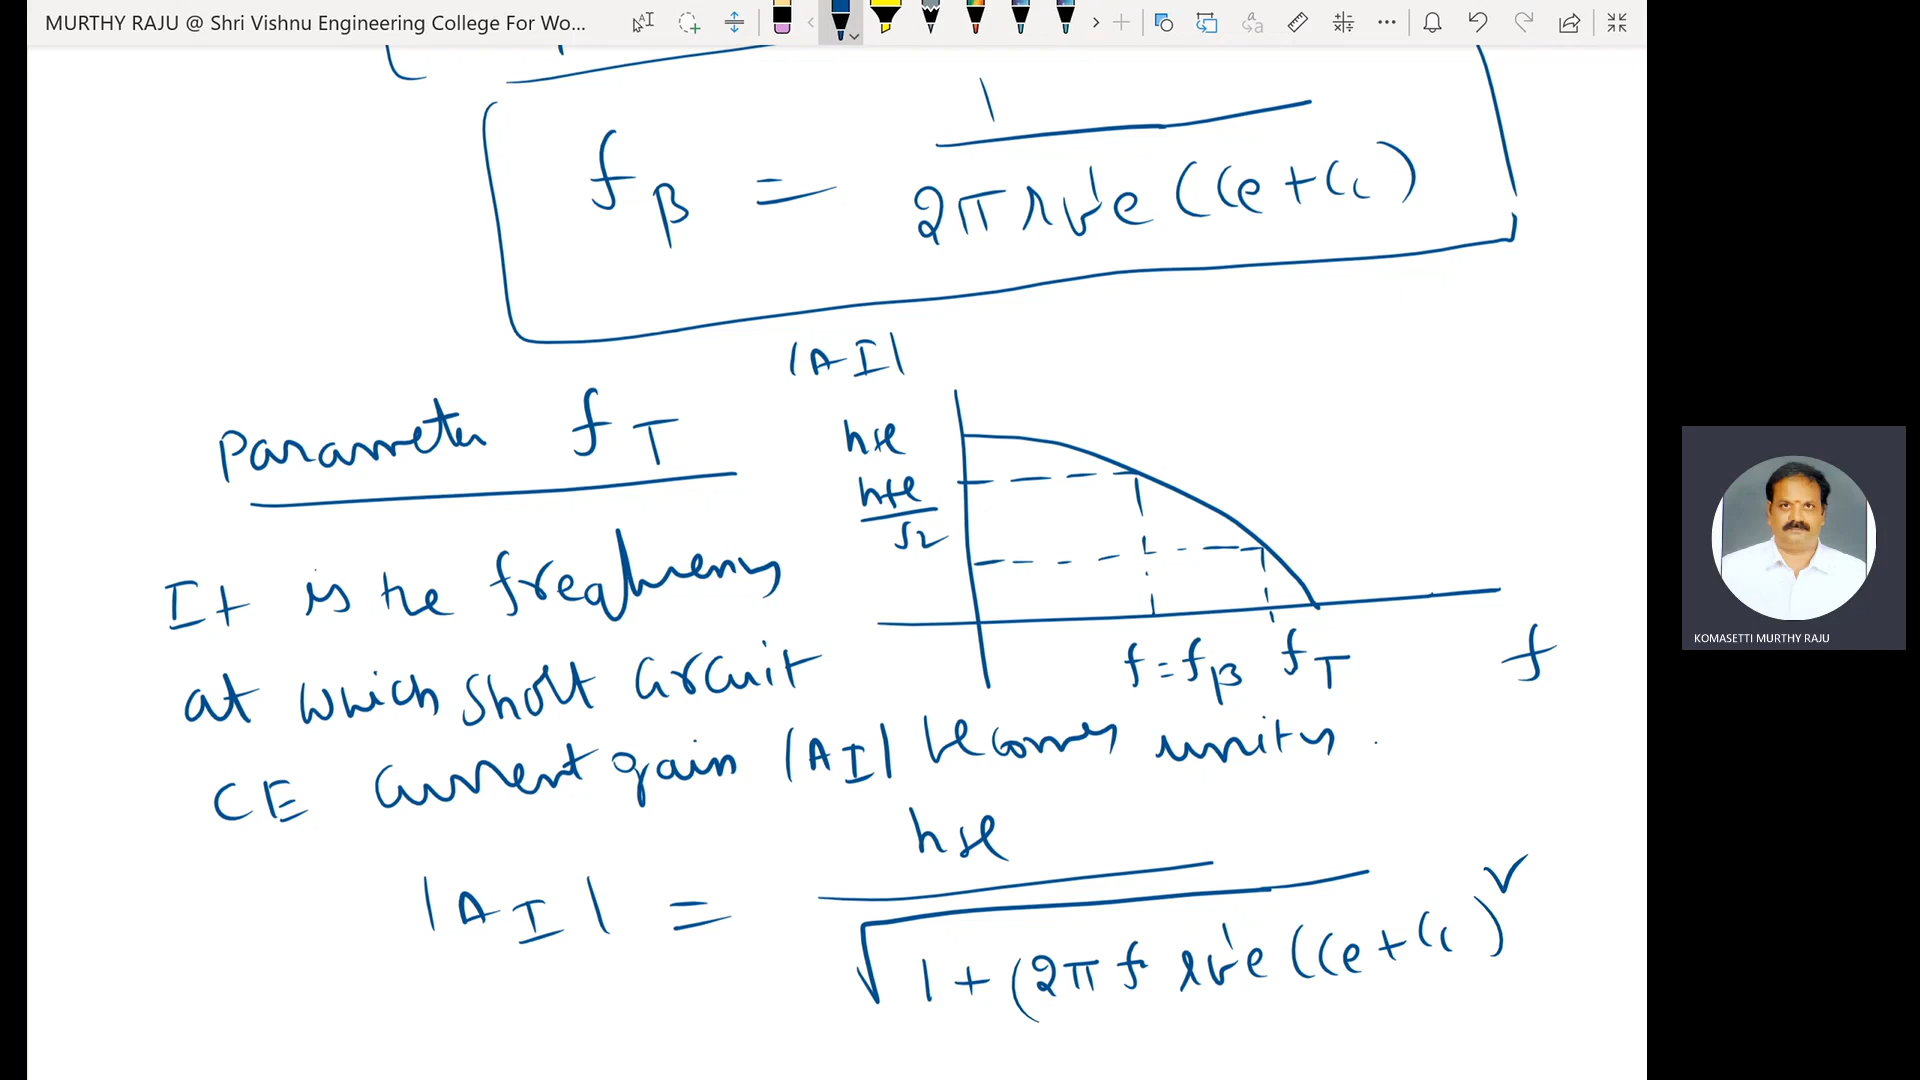 MURTHY RAJU @ Shri Vishnu Engineering College For Wo...
fβ = 1 / 2π rb'e (Ce + Cc)
|AI|
Parameter fT
hfe
hfe/√2
It is the frequency
f = fβ fT f
at which short circuit
CE current gain |AI| becomes unity.
|AI| = hfe / √1 + (2π f rb'e (Ce + Cc)²
KOMASETTI MURTHY RAJU